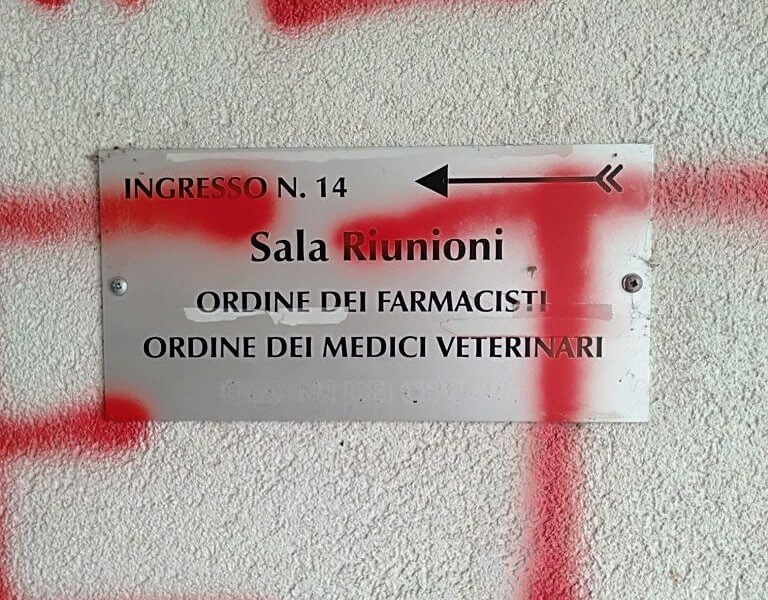 INGRESSO N. 14
Sala Riunioni
ORDINE DEI FARMACISTI
ORDINE DEI MEDICI VETERINARI